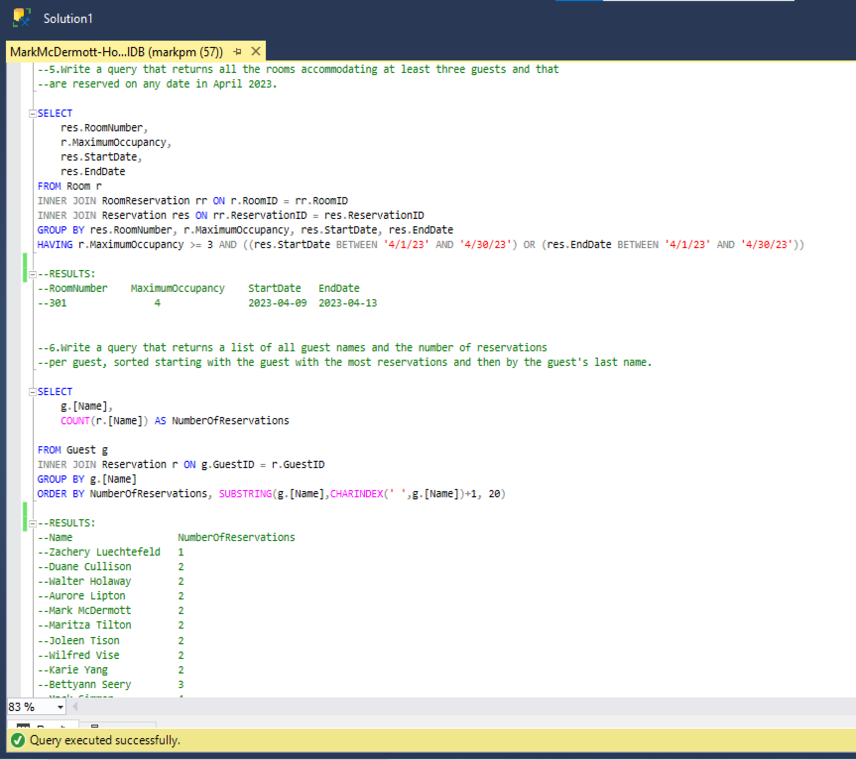 Solution1
MarkMcDermott-Ho...IDB (markpm (57))
--5.Write a query that returns all the rooms accommodating at least three guests and that
--are reserved on any date in April 2023.
SELECT
res.RoomNumber,
r.MaximumOccupancy,
res.StartDate,
res.EndDate
FROM Room r
INNER JOIN RoomReservation rr ON r.RoomID = rr.RoomID
INNER JOIN Reservation res ON rr.ReservationID = res.ReservationID
GROUP BY res.RoomNumber, r.MaximumOccupancy, res.StartDate, res.EndDate
HAVING r.MaximumOccupancy >= 3 AND ((res.StartDate BETWEEN '4/1/23' AND '4/30/23') OR (res.EndDate BETWEEN '4/1/23' AND '4/30/23'))
--RESULTS:
--RoomNumber MaximumOccupancy StartDate EndDate
--301 4 2023-04-09 2023-04-13
--6.Write a query that returns a list of all guest names and the number of reservations
--per guest, sorted starting with the guest with the most reservations and then by the guest's last name.
SELECT
g.[Name],
COUNT(r.[Name]) AS NumberOfReservations
FROM Guest g
INNER JOIN Reservation r ON g.GuestID = r.GuestID
GROUP BY g.[Name]
ORDER BY NumberOfReservations, SUBSTRING(g.[Name],CHARINDEX(' ',g.[Name])+1, 20)
--RESULTS:
--Name NumberOfReservations
--Zachery Luechtefeld 1
--Duane Cullison 2
--Walter Holaway 2
--Aurore Lipton 2
--Mark McDermott 2
--Maritza Tilton 2
--Joleen Tison 2
--Wilfred Vise 2
--Karie Yang 2
--Bettyann Seery 3
83 %
Query executed successfully.